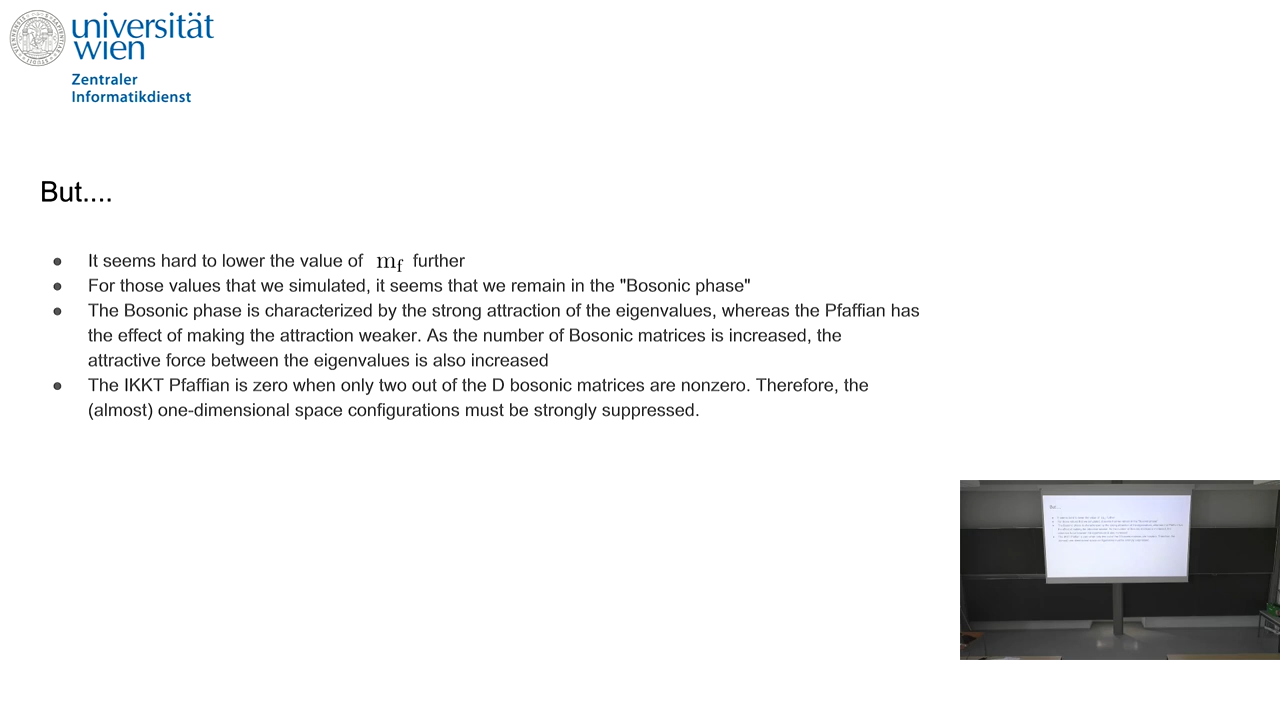 universität
wien
Zentraler
Informatikdienst
But....
● It seems hard to lower the value of m_f further
● For those values that we simulated, it seems that we remain in the "Bosonic phase"
● The Bosonic phase is characterized by the strong attraction of the eigenvalues, whereas the Pfaffian has
the effect of making the attraction weaker. As the number of Bosonic matrices is increased, the
attractive force between the eigenvalues is also increased
● The IKKT Pfaffian is zero when only two out of the D bosonic matrices are nonzero. Therefore, the
(almost) one-dimensional space configurations must be strongly suppressed.
But....